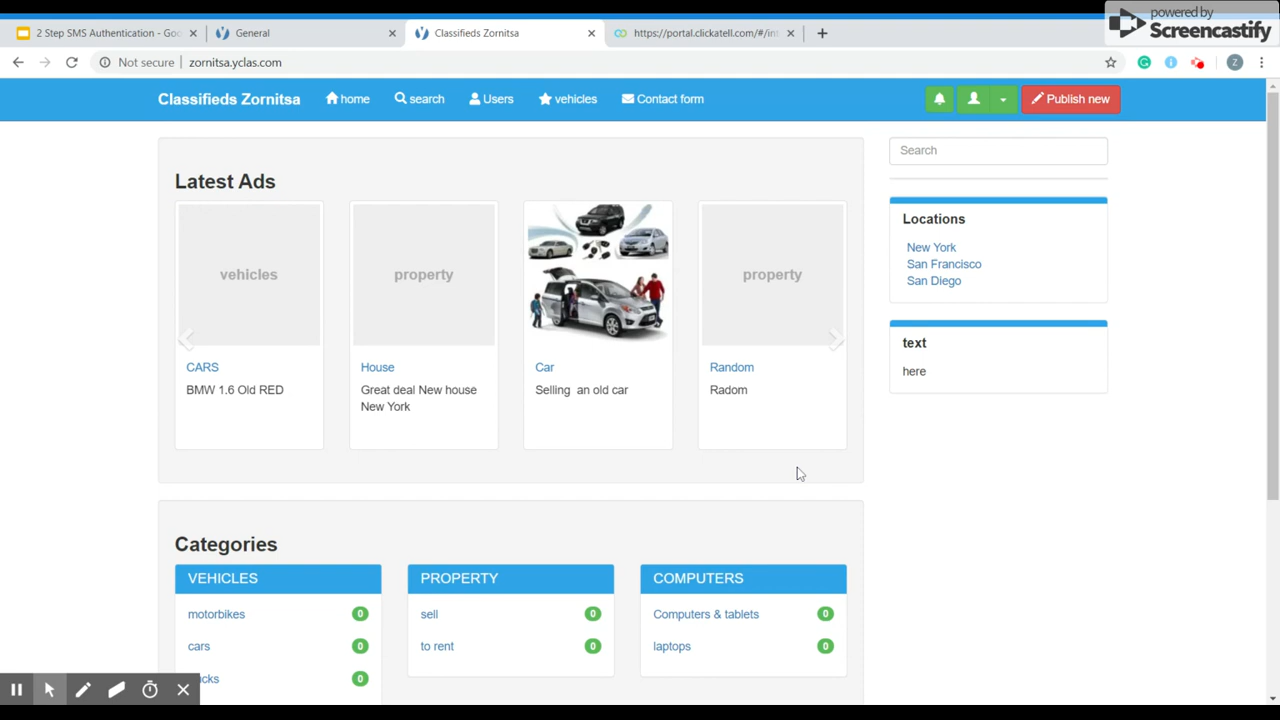 powered by
Screencastify
2 Step SMS Authentication - Goo
General
Classifieds Zornitsa
https://portal.clickatell.com/#/int
Not secure
zornitsa.yclas.com
Z
Classifieds Zornitsa
home
search
Users
vehicles
Contact form
Publish new
Latest Ads
vehicles
property
property
CARS
House
Car
Random
BMW 1.6 Old RED
Great deal New house
New York
Selling an old car
Radom
Search
Locations
New York
San Francisco
San Diego
text
here
Categories
VEHICLES
PROPERTY
COMPUTERS
motorbikes 0
sell 0
Computers & tablets 0
cars 0
to rent 0
laptops 0
cks 0